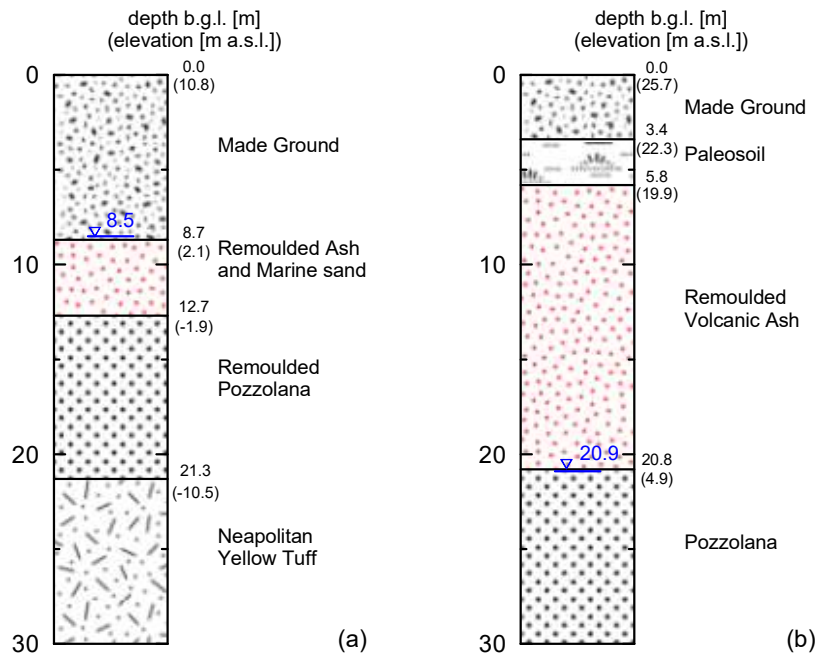 depth b.g.l. [m]
(elevation [m a.s.l.])
0
0.0
(10.8)
Made Ground
8.5
8.7
(2.1)
Remoulded Ash
and Marine sand
10
12.7
(-1.9)
Remoulded
Pozzolana
20
21.3
(-10.5)
Neapolitan
Yellow Tuff
30
(a)
depth b.g.l. [m]
(elevation [m a.s.l.])
0
0.0
(25.7)
Made Ground
3.4
(22.3)
Paleosoil
5.8
(19.9)
10
Remoulded
Volcanic Ash
20
20.9
20.8
(4.9)
Pozzolana
30
(b)